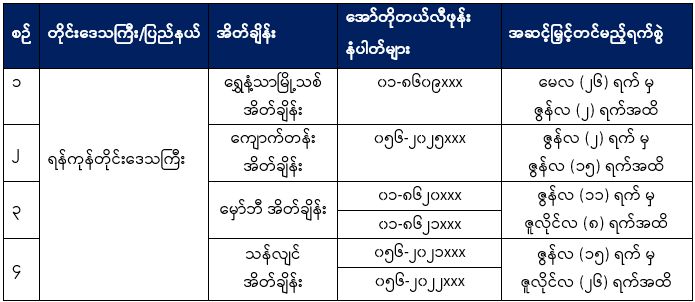 စဉ် တိုင်းဒေသကြီး/ပြည်နယ် အိတ်ချိန်း အော်တိုတယ်လီဖုန်း နံပါတ်များ အဆင့်မြှင့်တင်မည့်ရက်စွဲ
၁ ရန်ကုန်တိုင်းဒေသကြီး ရွှေနံ့သာမြို့သစ် အိတ်ချိန်း ၀၁-၈၆၀၉xxx မေလ (၂၆) ရက် မှ ဇွန်လ (၂) ရက်အထိ
၂ ကျောက်တန်း အိတ်ချိန်း ၀၅၆-၂၀၂၅xxx ဇွန်လ (၂) ရက် မှ ဇွန်လ (၁၅) ရက်အထိ
၃ မှော်ဘီ အိတ်ချိန်း ၀၁-၈၆၂၀xxx ၀၁-၈၆၂၁xxx ဇွန်လ (၁၁) ရက် မှ ဇူလိုင်လ (၈) ရက်အထိ
၄ သန်လျင် အိတ်ချိန်း ၀၅၆-၂၀၂၁xxx ၀၅၆-၂၀၂၂xxx ဇွန်လ (၁၅) ရက် မှ ဇူလိုင်လ (၂၆) ရက်အထိ